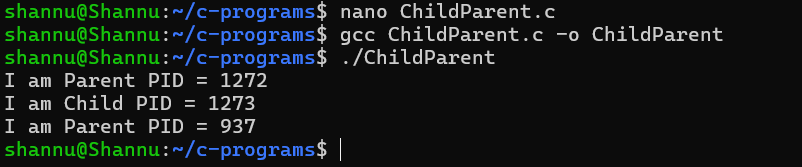 shannu@Shannu:~/c-programs$ nano ChildParent.c
shannu@Shannu:~/c-programs$ gcc ChildParent.c -o ChildParent
shannu@Shannu:~/c-programs$ ./ChildParent
I am Parent PID = 1272
I am Child PID = 1273
I am Parent PID = 937
shannu@Shannu:~/c-programs$